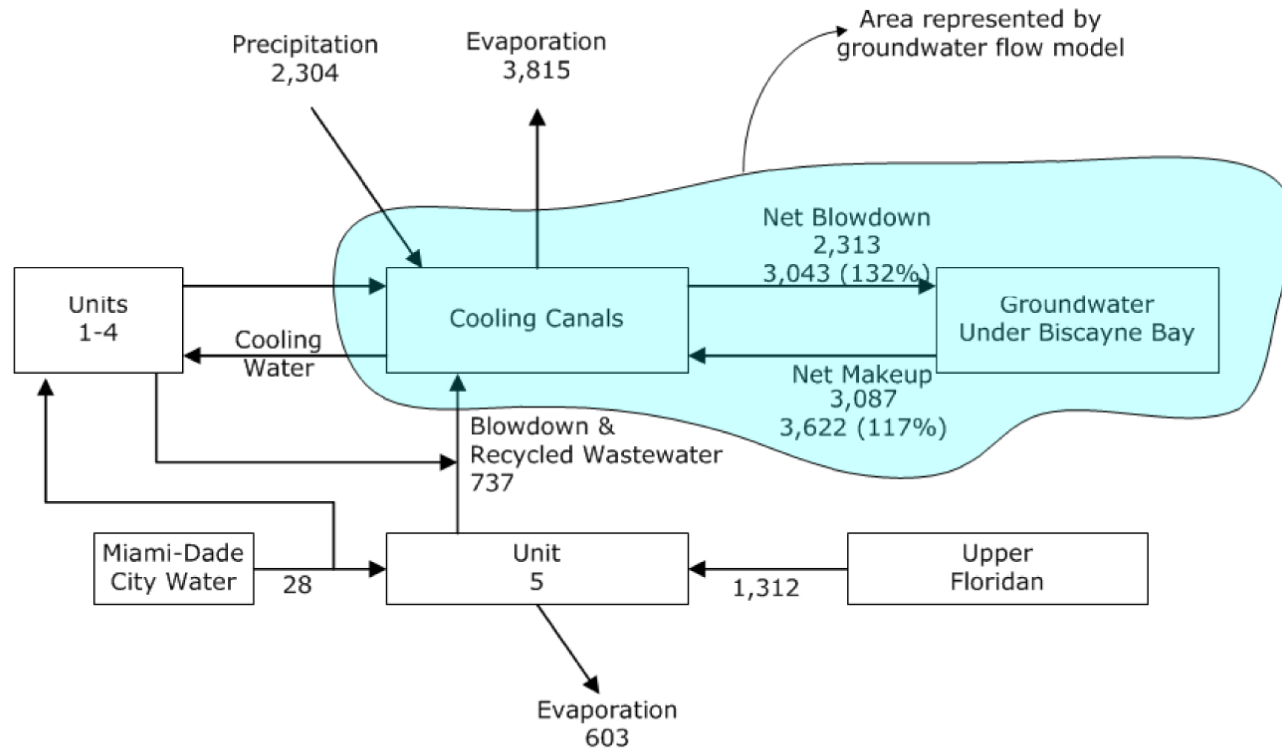 Area represented by
groundwater flow model
Precipitation
2,304
Evaporation
3,815
Net Blowdown
2,313
3,043 (132%)
Units
1-4
Cooling Canals
Groundwater
Under Biscayne Bay
Cooling
Water
Net Makeup
3,087
3,622 (117%)
Blowdown &
Recycled Wastewater
737
Miami-Dade
City Water
28
Unit
5
1,312
Upper
Floridan
Evaporation
603